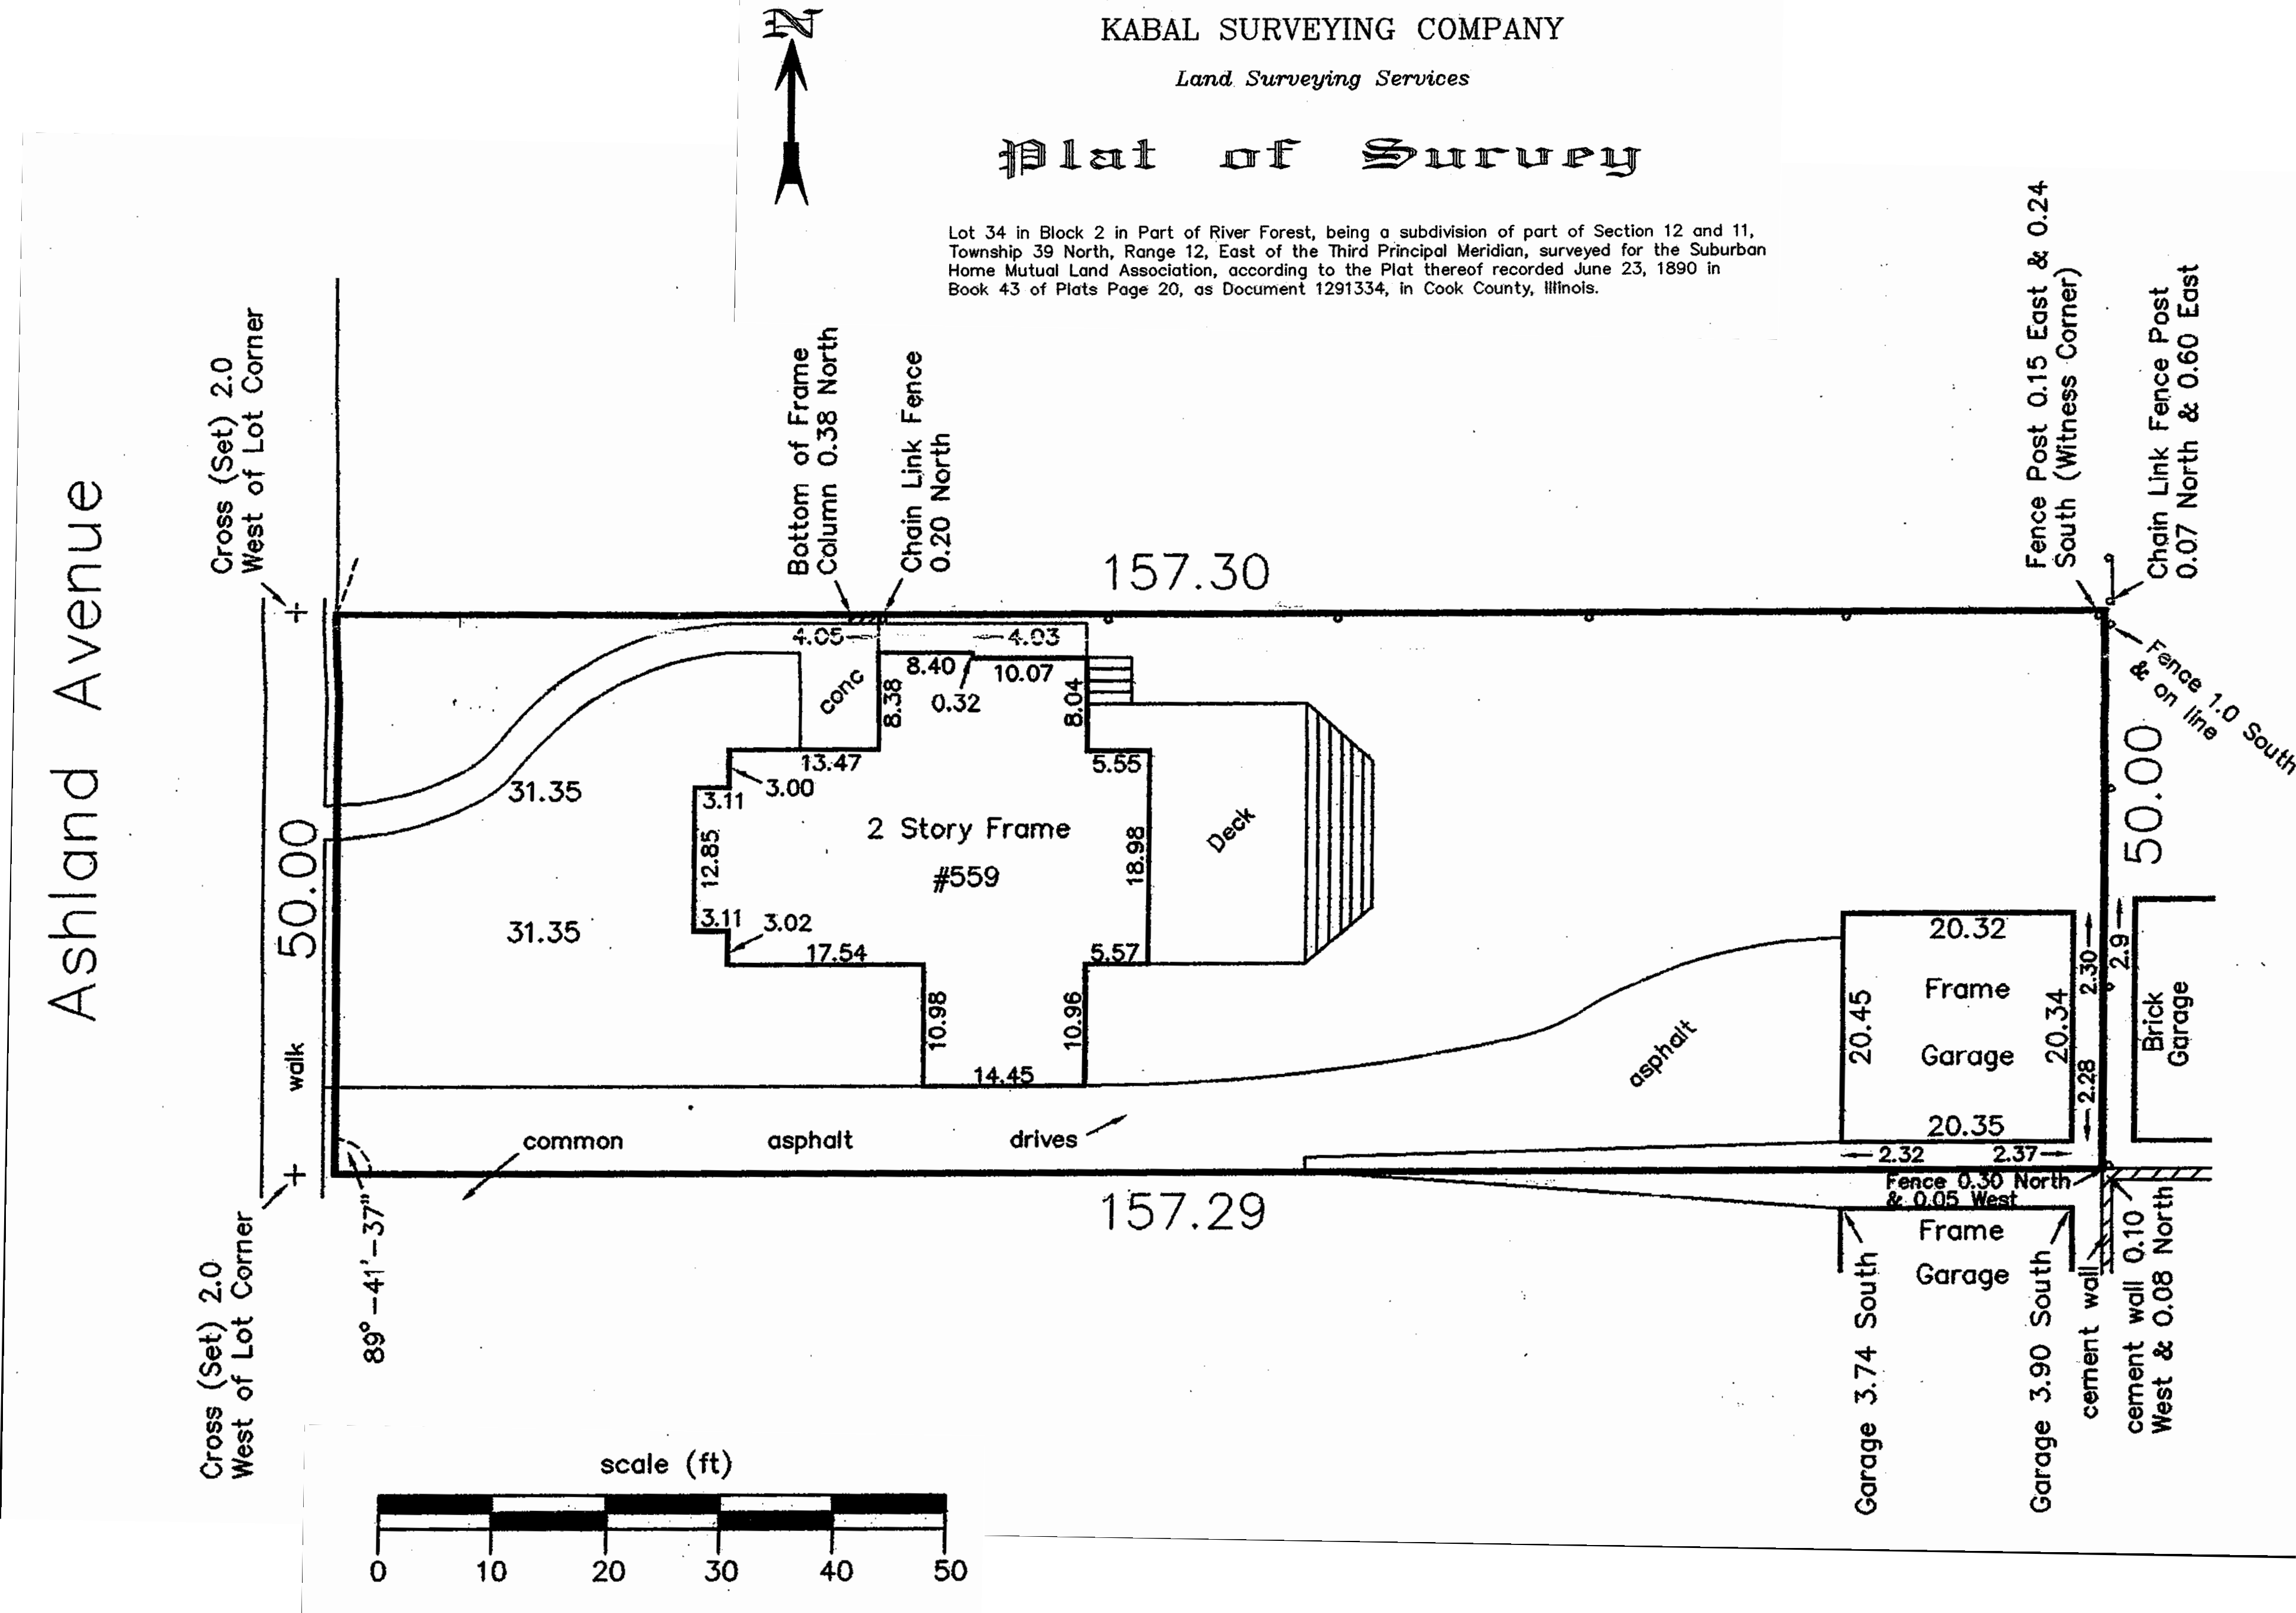 N
KABAL SURVEYING COMPANY
Land Surveying Services
Plat of Survey
Lot 34 in Block 2 in Part of River Forest, being a subdivision of part of Section 12 and 11,
Township 39 North, Range 12, East of the Third Principal Meridian, surveyed for the Suburban
Home Mutual Land Association, according to the Plat thereof recorded June 23, 1890 in
Book 43 of Plats Page 20, as Document 1291334, in Cook County, Illinois.
Ashland Avenue
Cross (Set) 2.0
West of Lot Corner
Bottom of Frame
Column 0.38 North
Chain Link Fence
0.20 North
157.30
Fence Post 0.15 East & 0.24
South (Witness Corner)
Chain Link Fence Post
0.07 North & 0.60 East
Fence 1.0 South
& on line
50.00
4.05
4.03
conc
8.38
8.40
0.32
10.07
8.04
13.47
3.00
5.55
31.35
3.11
2 Story Frame
#559
12.85
18.98
Deck
31.35
3.11
3.02
17.54
5.57
10.98
10.96
14.45
50.00
walk
common asphalt drives
asphalt
20.32
Frame
Garage
20.45
20.34
20.35
2.30
2.28
2.9
Brick
Garage
2.32
2.37
Fence 0.30 North
& 0.05 West
Frame
Garage
157.29
89°-41'-37"
Cross (Set) 2.0
West of Lot Corner
Garage 3.74 South
Garage 3.90 South
cement wall
cement wall 0.10
West & 0.08 North
scale (ft)
0 10 20 30 40 50